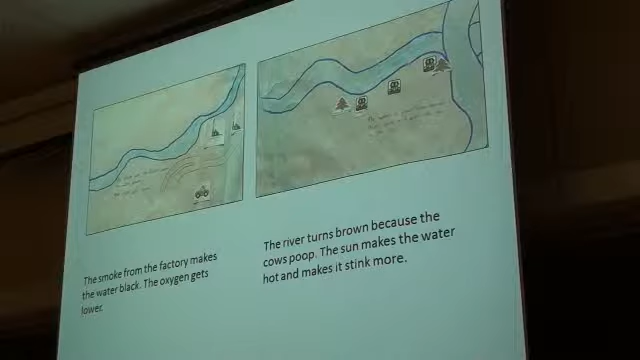 The smoke from the factory makes
the water black. The oxygen gets
lower.
The river turns brown because the
cows poop. The sun makes the water
hot and makes it stink more.